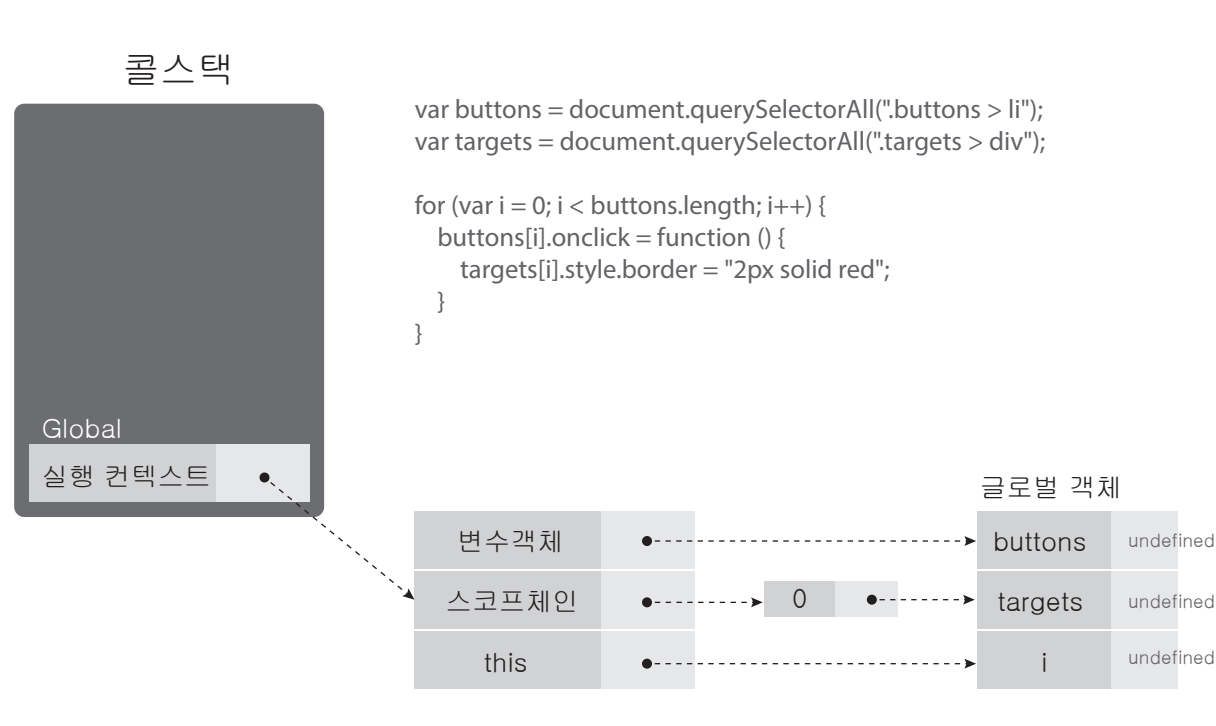 콜스택
var buttons = document.querySelectorAll(".buttons > li");
var targets = document.querySelectorAll(".targets > div");
for (var i = 0; i < buttons.length; i++) {
buttons[i].onclick = function () {
targets[i].style.border = "2px solid red";
}
}
Global
실행 컨텍스트
글로벌 객체
변수객체
buttons undefined
스코프체인
0
targets undefined
this
i undefined